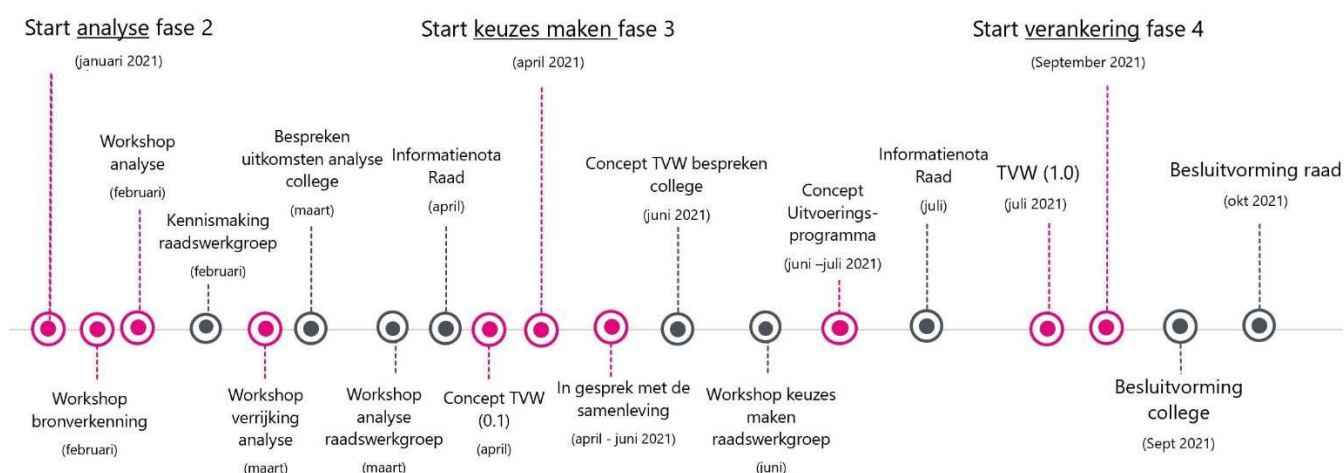 Start analyse fase 2
(januari 2021)
Start keuzes maken fase 3
(april 2021)
Start verankering fase 4
(September 2021)
Workshop
analyse
(februari)
Kennismaking
raadswerkgroep
(februari)
Bespreken
uitkomsten analyse
college
(maart)
Informatienota
Raad
(april)
Concept TVW bespreken
college
(juni 2021)
Concept
Uitvoerings-
programma
(juni –juli 2021)
Informatienota
Raad
(juli)
TVW (1.0)
(juli 2021)
Besluitvorming raad
(okt 2021)
Workshop
bronverkenning
(februari)
Workshop
verrijking
analyse
(maart)
Workshop
analyse
raadswerkgroep
(maart)
Concept TVW
(0.1)
(april)
In gesprek met de
samenleving
(april - juni 2021)
Workshop keuzes
maken
raadswerkgroep
(juni)
Besluitvorming
college
(Sept 2021)